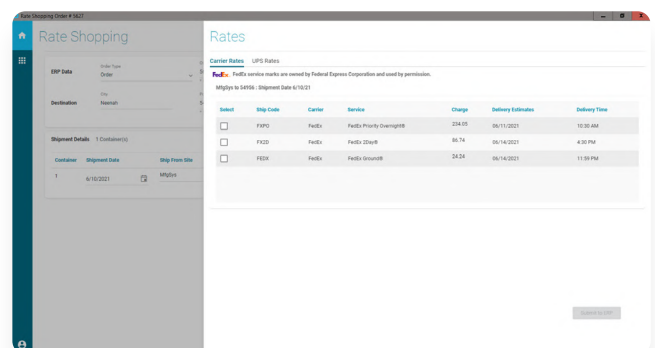 Rate Shopping Order # 5627
Rate Shopping
ERP Data
Order Type
Order
Destination
City
Neenah
Shipment Details 1 Container(s)
Container Shipment Date Ship From Site
1 6/10/2021 MfgSys
Rates
Carrier Rates UPS Rates
FedEx. FedEx service marks are owned by Federal Express Corporation and used by permission.
MfgSys to 54956 : Shipment Date 6/10/21
Select Ship Code Carrier Service Charge Delivery Estimates Delivery Time
FXPO FedEx FedEx Priority Overnight® 234.05 06/11/2021 10:30 AM
FX2D FedEx FedEx 2Day® 86.74 06/14/2021 4:30 PM
FEDX FedEx FedEx Ground® 24.24 06/14/2021 11:59 PM